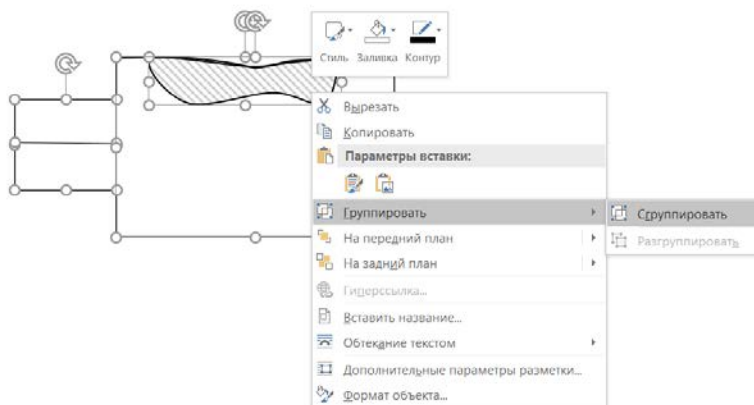 Стиль Заливка Контур
Вырезать
Копировать
Параметры вставки:
Группировать
Сгруппировать
На передний план
Разгруппировать
На задний план
Гиперссылка...
Вставить название...
Обтекание текстом
Дополнительные параметры разметки...
Формат объекта...